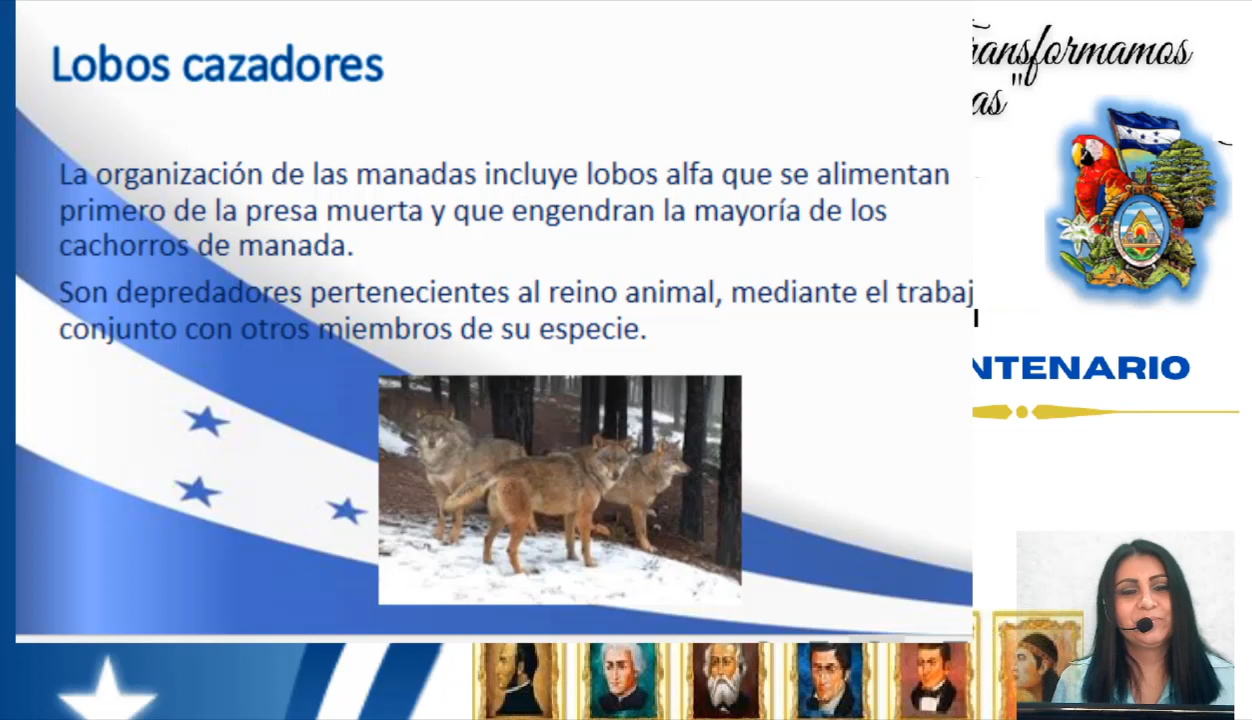 Lobos cazadores
La organización de las manadas incluye lobos alfa que se alimentan
primero de la presa muerta y que engendran la mayoría de los
cachorros de manada.
Son depredadores pertenecientes al reino animal, mediante el trabaj
conjunto con otros miembros de su especie.
ransformamos
as"
NTENARIO